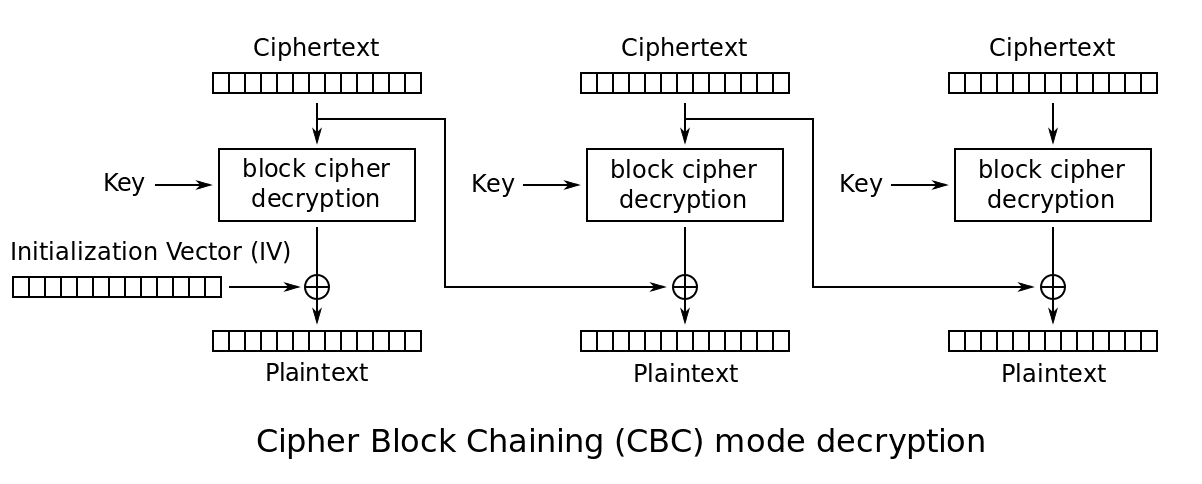 Ciphertext
Ciphertext
Ciphertext
Key
block cipher
decryption
Key
block cipher
decryption
Key
block cipher
decryption
Initialization Vector (IV)
Plaintext
Plaintext
Plaintext
Cipher Block Chaining (CBC) mode decryption